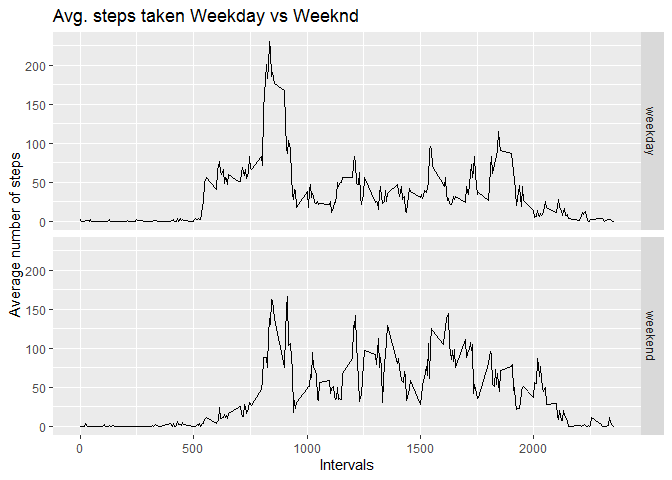 Avg. steps taken Weekday vs Weeknd
200
150
100
50
0
weekday
Average number of steps
200
150
100
50
0
weekend
0 500 1000 1500 2000
Intervals